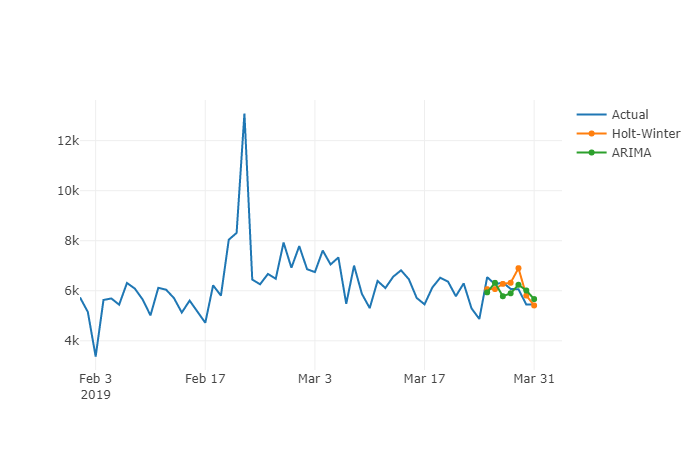 12k
10k
8k
6k
4k
Feb 3
2019
Feb 17
Mar 3
Mar 17
Mar 31
Actual
Holt-Winter
ARIMA